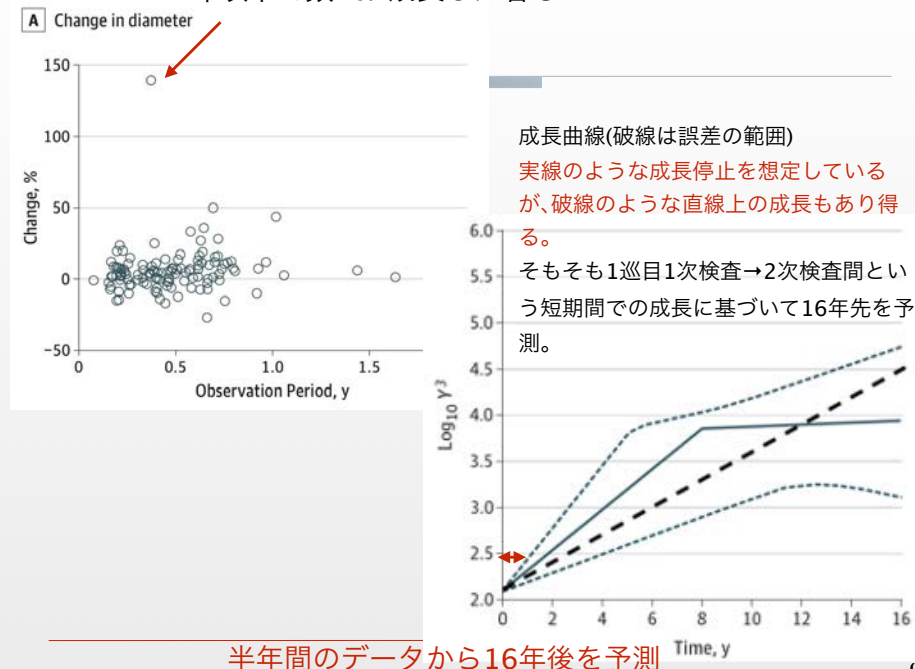 A Change in diameter
150
100
50
0
−50
Change, %
0 0.5 1.0 1.5
Observation Period, y
成長曲線(破線は誤差の範囲)
実線のような成長停止を想定している
が、破線のような直線上の成長もあり得
る。
そもそも1巡目1次検査→2次検査間とい
う短期間での成長に基づいて16年先を予
測。
6.0
5.5
5.0
4.5
4.0
3.5
3.0
2.5
2.0
Log10 Y3
0 2 4 6 8 10 12 14 16
Time, y
半年間のデータから16年後を予測